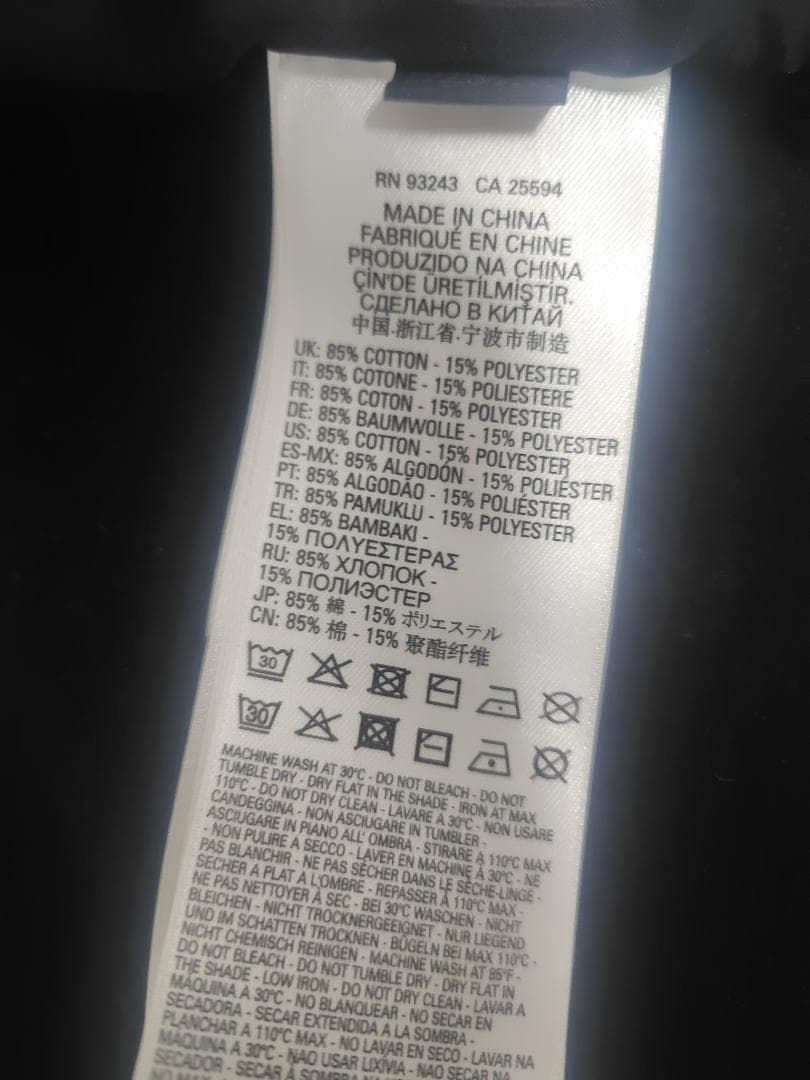 RN 93243 CA 25594
MADE IN CHINA
FABRIQUÉ EN CHINE
PRODUZIDO NA CHINA
ÇİN'DE ÜRETİLMİŞTİR.
СДЕЛАНО В КИТАЙ
中国.浙江省.宁波市制造
UK: 85% COTTON - 15% POLYESTER
IT: 85% COTONE - 15% POLIESTERE
FR: 85% COTON - 15% POLYESTER
DE: 85% BAUMWOLLE - 15% POLYESTER
US: 85% COTTON - 15% POLYESTER
ES-MX: 85% ALGODÓN - 15% POLIÉSTER
PT: 85% ALGODÃO - 15% POLIÉSTER
TR: 85% PAMUKLU - 15% POLYESTER
EL: 85% ΒΑΜΒΑΚΙ -
15% ΠΟΛΥΕΣΤΕΡΑΣ
RU: 85% ХЛОПОК -
15% ПОЛИЭСТЕР
JP: 85% 綿 - 15% ポリエステル
CN: 85% 棉 - 15% 聚酯纤维
30
30
MACHINE WASH AT 30°C - DO NOT BLEACH - DO NOT
TUMBLE DRY - DRY FLAT IN THE SHADE - IRON AT MAX
110°C - DO NOT DRY CLEAN - LAVARE A 30°C - NON USARE
CANDEGGINA - NON ASCIUGARE IN TUMBLER -
ASCIUGARE IN PIANO ALL' OMBRA - STIRARE A 110°C MAX
- NON PULIRE A SECCO - LAVER EN MACHINE À 30°C - NE
PAS BLANCHIR - NE PAS SÉCHER DANS LE SÈCHE-LINGE -
SECHER A PLAT A L'OMBRE - REPASSER À 110°C MAX -
NE PAS NETTOYER À SEC - BEI 30°C WASCHEN - NICHT
BLEICHEN - NICHT TROCKNERGEEIGNET - NUR LIEGEND
UND IM SCHATTEN TROCKNEN - BÜGELN BEI MAX 110°C -
NICHT CHEMISCH REINIGEN - MACHINE WASH AT 85°F -
DO NOT BLEACH - DO NOT TUMBLE DRY - DRY FLAT IN
THE SHADE - LOW IRON - DO NOT DRY CLEAN - LAVAR A
MÁQUINA A 30°C - NO BLANQUEAR - NO SECAR EN
SECADORA - SECAR EXTENDIDA A LA SOMBRA -
PLANCHAR A 110°C MAX - NO LAVAR EN SECO - LAVAR NA
MÁQUINA A 30°C - NAO USAR LIXÍVIA - NAO SECAR NA
SECADOR - SECAR À SOMBRA NA